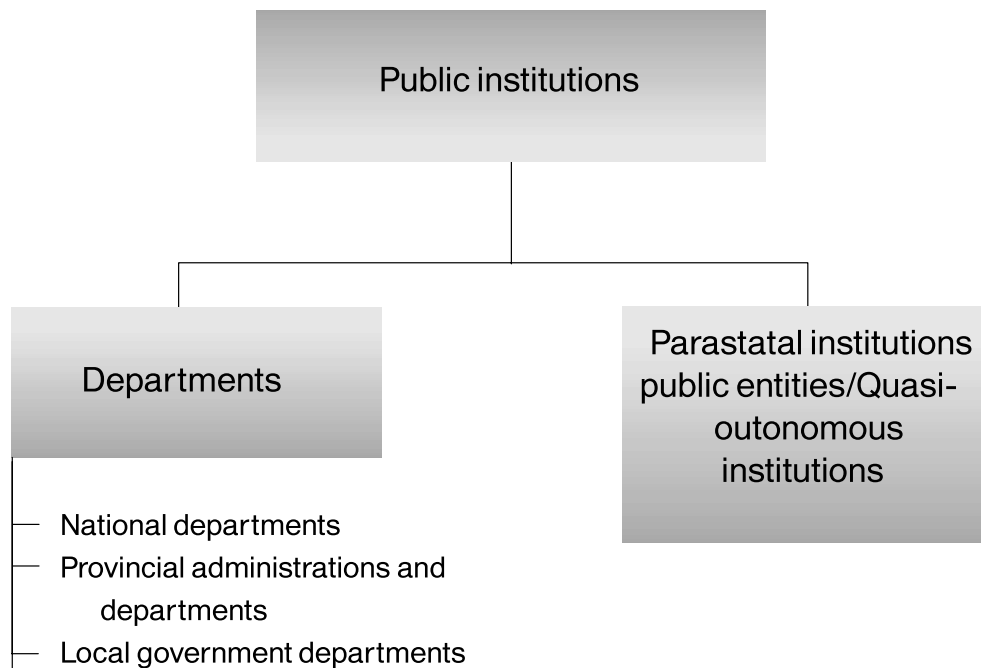 Public institutions
Departments
Parastatal institutions
public entities/Quasi-
outonomous
institutions
National departments
Provincial administrations and
departments
Local government departments